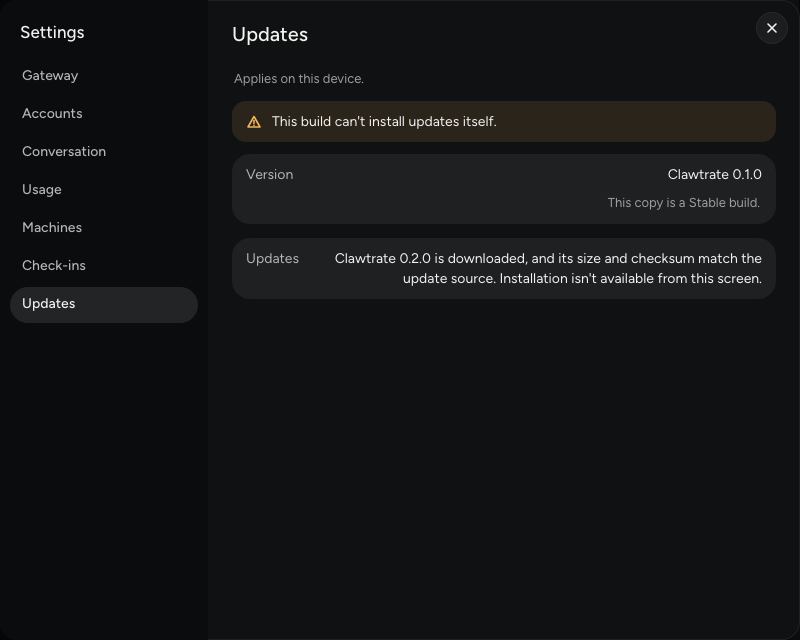 Settings
Gateway
Accounts
Conversation
Usage
Machines
Check-ins
Updates
Updates
Applies on this device.
This build can't install updates itself.
Version
Clawtrate 0.1.0
This copy is a Stable build.
Updates
Clawtrate 0.2.0 is downloaded, and its size and checksum match the
update source. Installation isn't available from this screen.